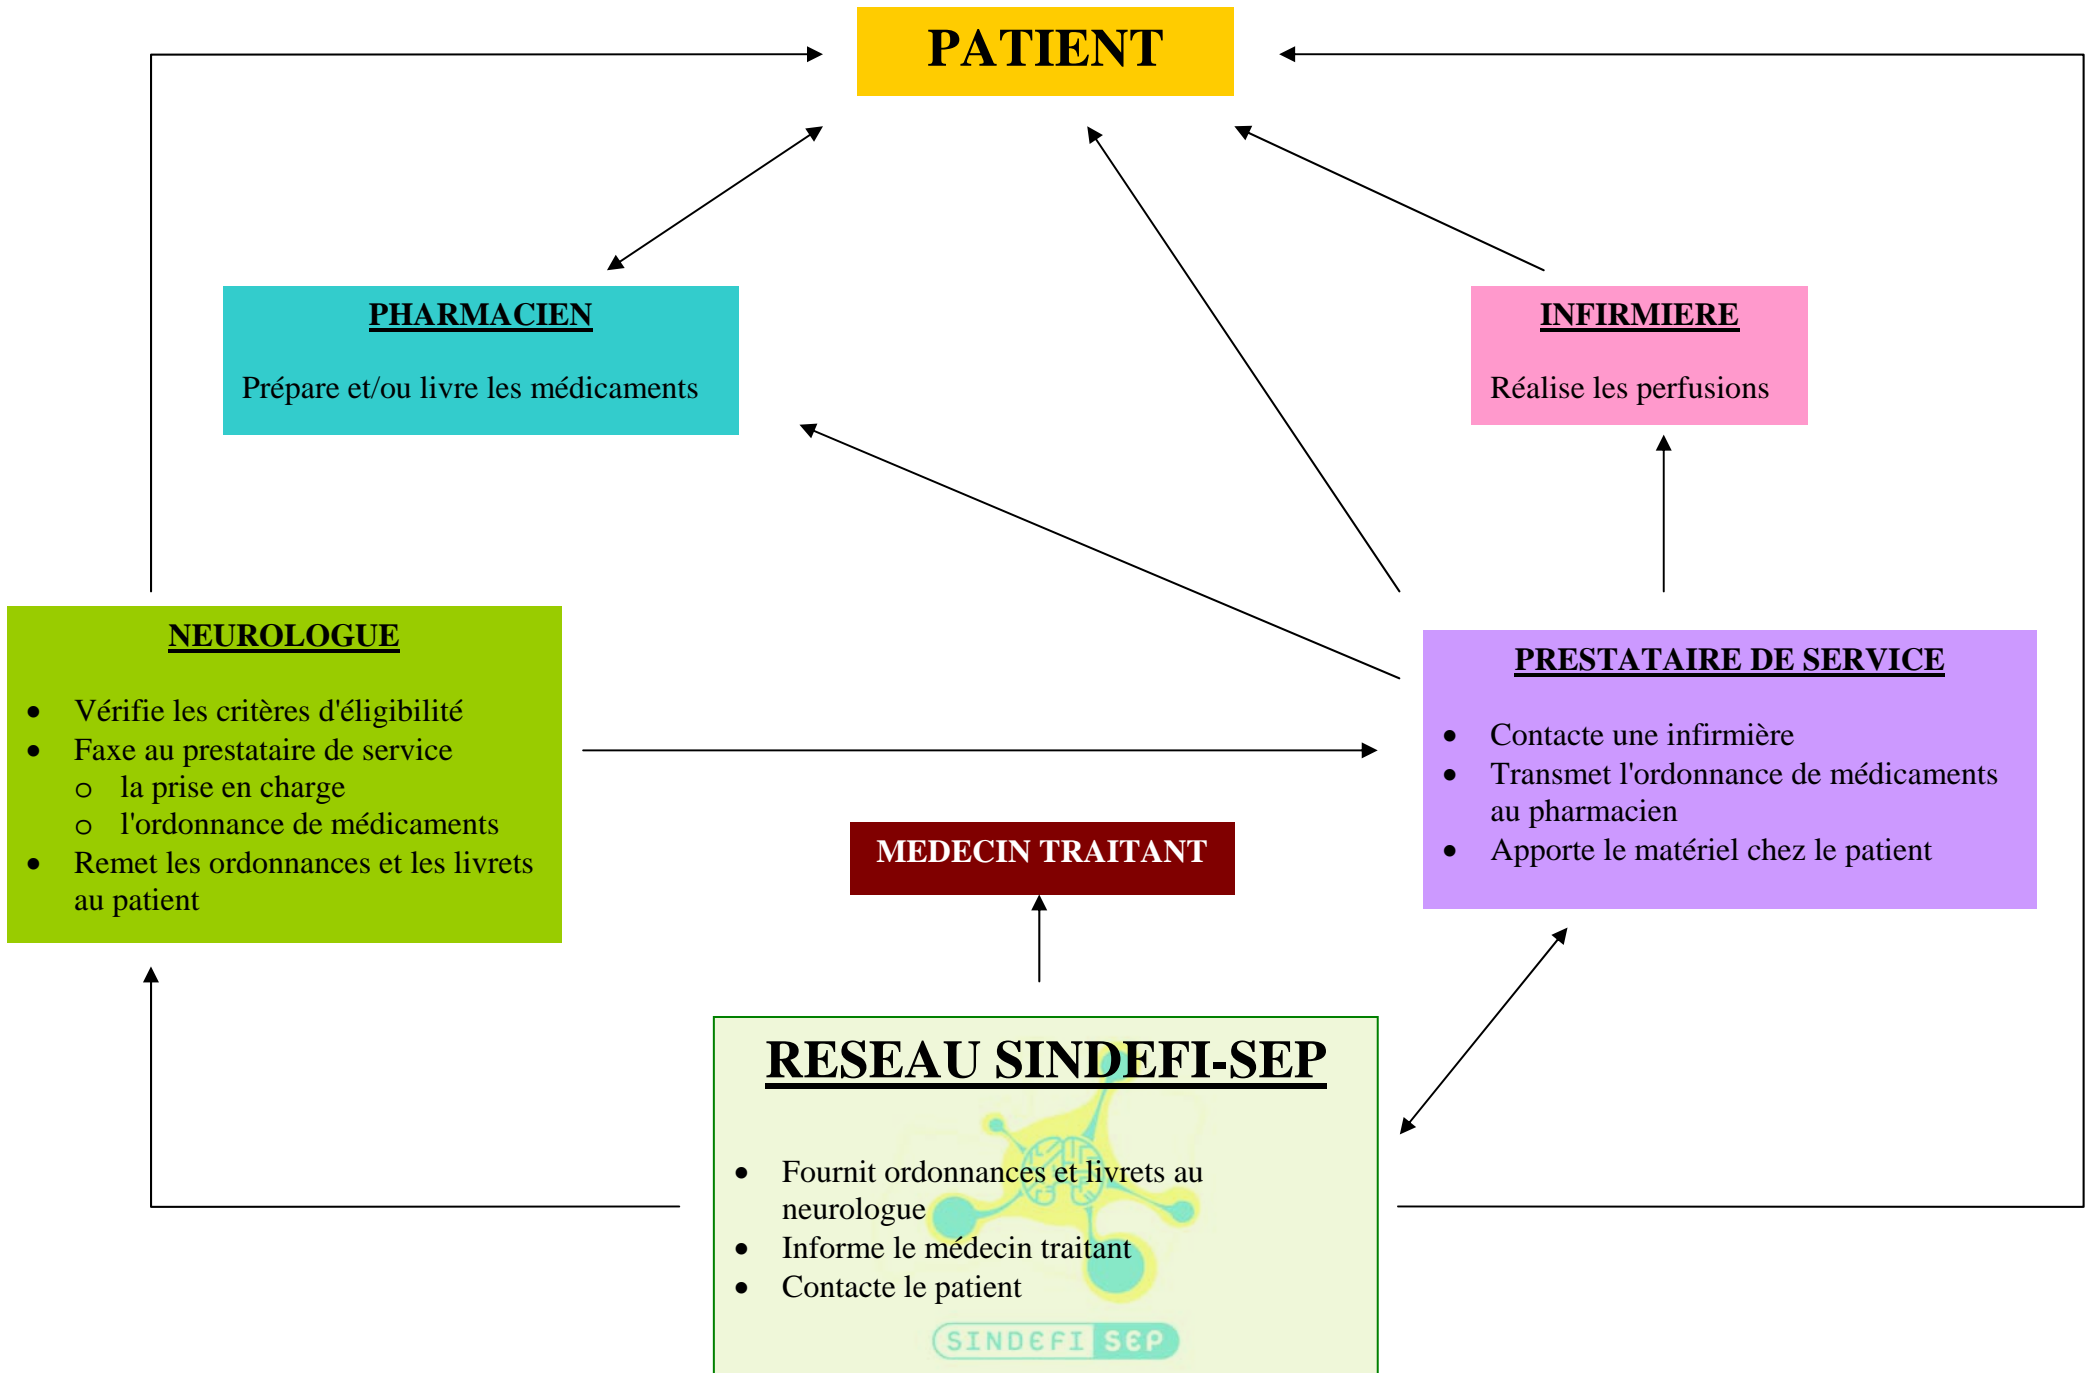 PATIENT
PHARMACIEN
Prépare et/ou livre les médicaments
INFIRMIERE
Réalise les perfusions
NEUROLOGUE
• Vérifie les critères d'éligibilité
• Faxe au prestataire de service
o la prise en charge
o l'ordonnance de médicaments
• Remet les ordonnances et les livrets
au patient
PRESTATAIRE DE SERVICE
• Contacte une infirmière
• Transmet l'ordonnance de médicaments
au pharmacien
• Apporte le matériel chez le patient
MEDECIN TRAITANT
RESEAU SINDEFI-SEP
• Fournit ordonnances et livrets au
neurologue
• Informe le médecin traitant
• Contacte le patient
SINDEFI SEP